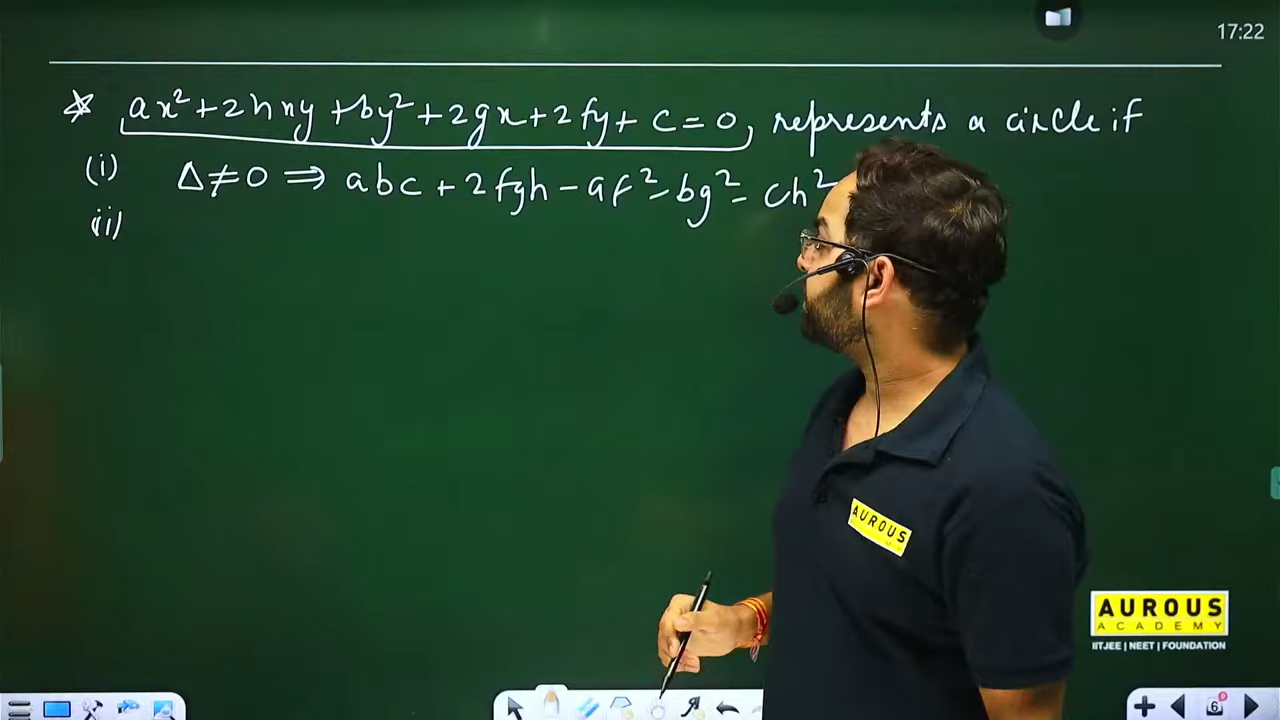 17:22
* ax²+2hxy+by²+2gx+2fy+c=0, represents a circle if
(i) Δ≠0 ⇒ abc+2fgh-af²-bg²-ch²
(ii)
AUROUS
AUROUS
ACADEMY
IITJEE | NEET | FOUNDATION
6